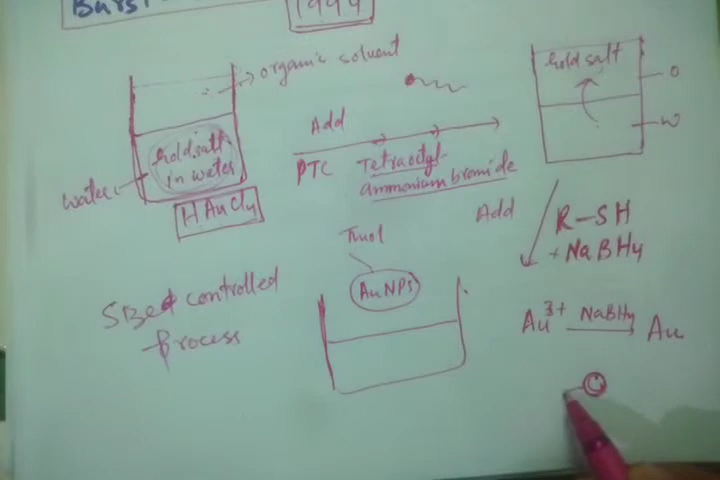 1994
organic solvent
Gold salt
O
Gold salt
in water
Add
PTC Tetraoctyl-
ammonium bromide
W
water
HAuCl4
Add
R-SH
+NaBH4
Thiol
AuNPs
Size controlled
process
Au3+ NaBH4 Au